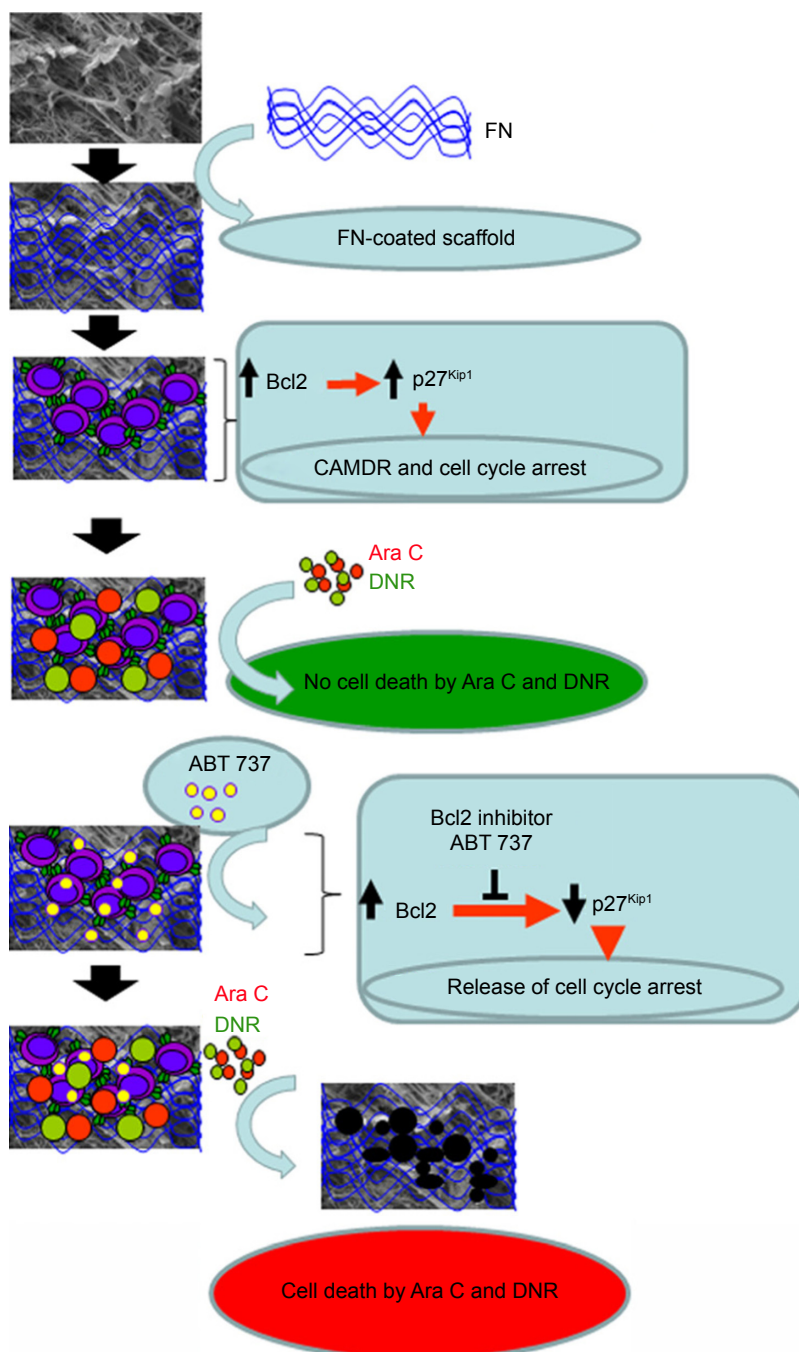 FN
FN-coated scaffold
Bcl2
p27Kip1
CAMDR and cell cycle arrest
Ara C
DNR
No cell death by Ara C and DNR
ABT 737
Bcl2 inhibitor
ABT 737
Bcl2
p27Kip1
Release of cell cycle arrest
Ara C
DNR
Cell death by Ara C and DNR